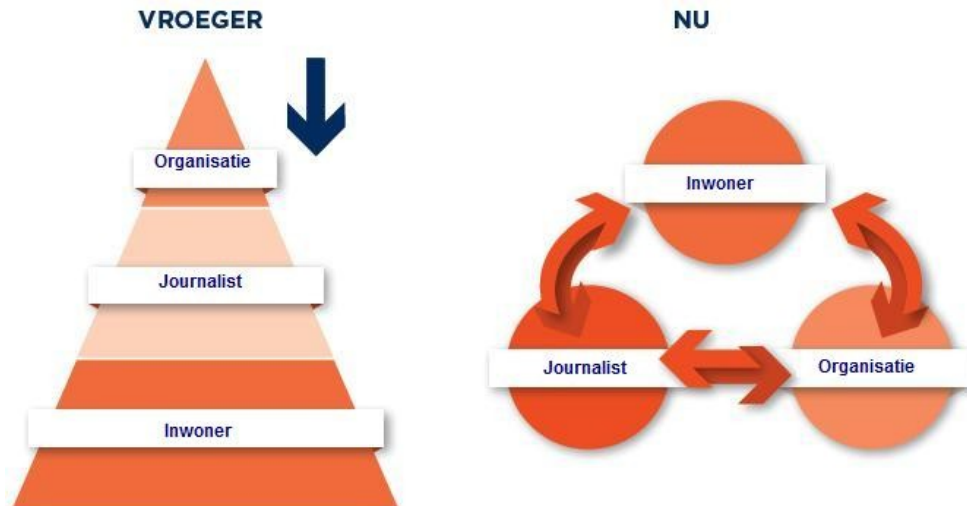 VROEGER
Organisatie
Journalist
Inwoner
NU
Inwoner
Journalist
Organisatie